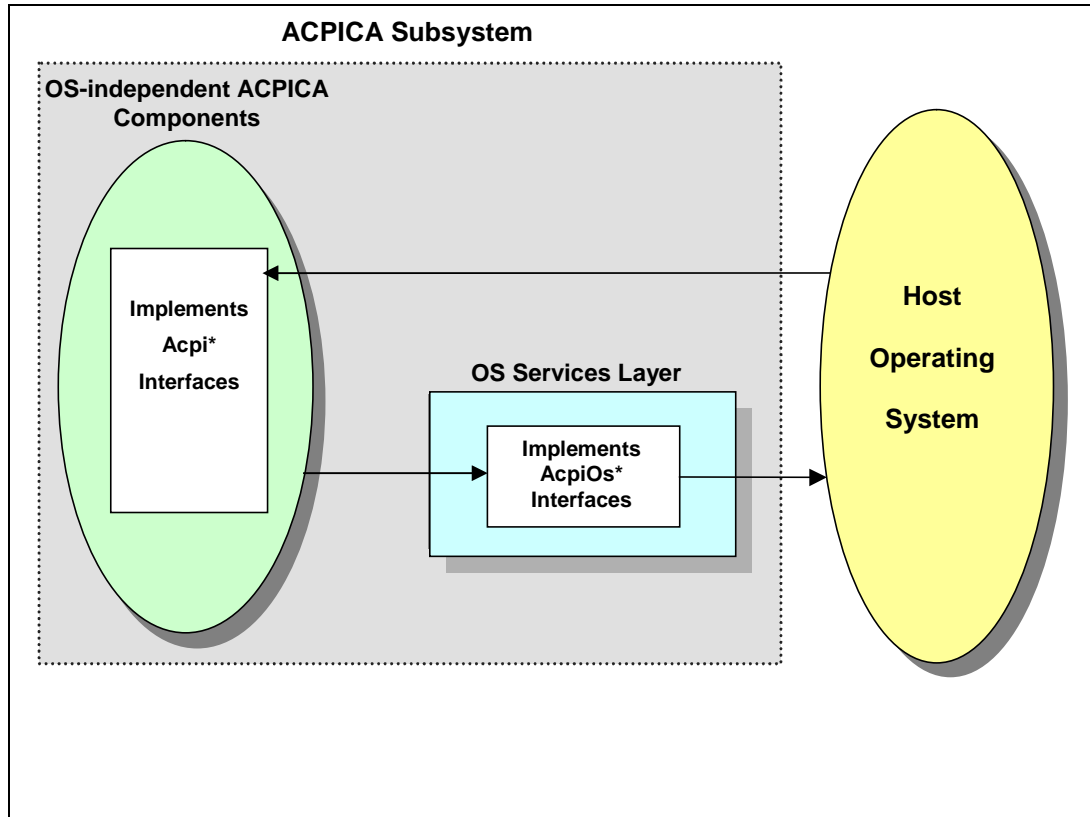 ACPICA Subsystem
OS-independent ACPICA
Components
Implements
Acpi*
Interfaces
OS Services Layer
Implements
AcpiOs*
Interfaces
Host
Operating
System